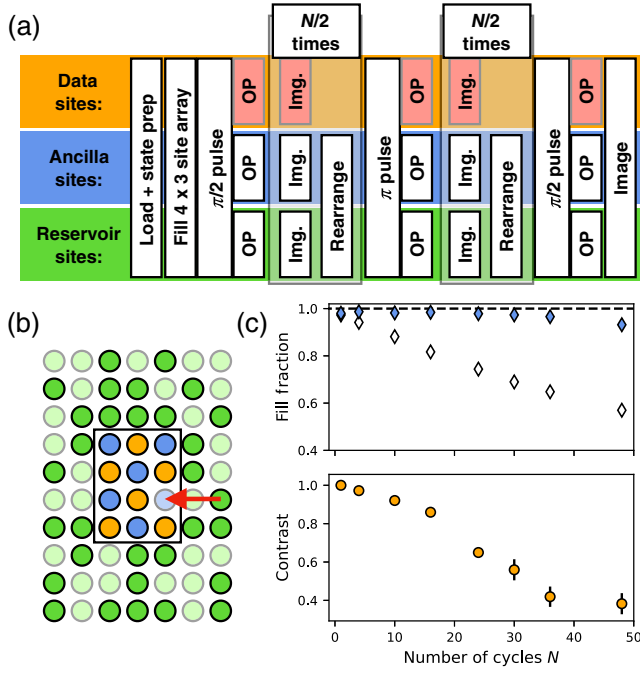 (a)
N/2
times
N/2
times
Data
sites:
Ancilla
sites:
Reservoir
sites:
Load + state prep
Fill 4 x 3 site array
π/2 pulse
OP
OP
OP
Img.
Img.
Img.
Rearrange
π pulse
OP
OP
OP
Img.
Img.
Img.
Rearrange
π/2 pulse
OP
OP
OP
Image
(b)
(c)
1.0
0.8
0.6
0.4
Fill fraction
1.0
0.8
0.6
0.4
Contrast
0
10
20
30
40
50
Number of cycles N